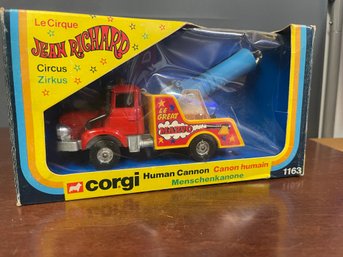 Le Cirque
JEAN RICHARD
Circus
Zirkus
LE GREAT
corgi
Human Cannon Canon humain
Menschenkanone
1163